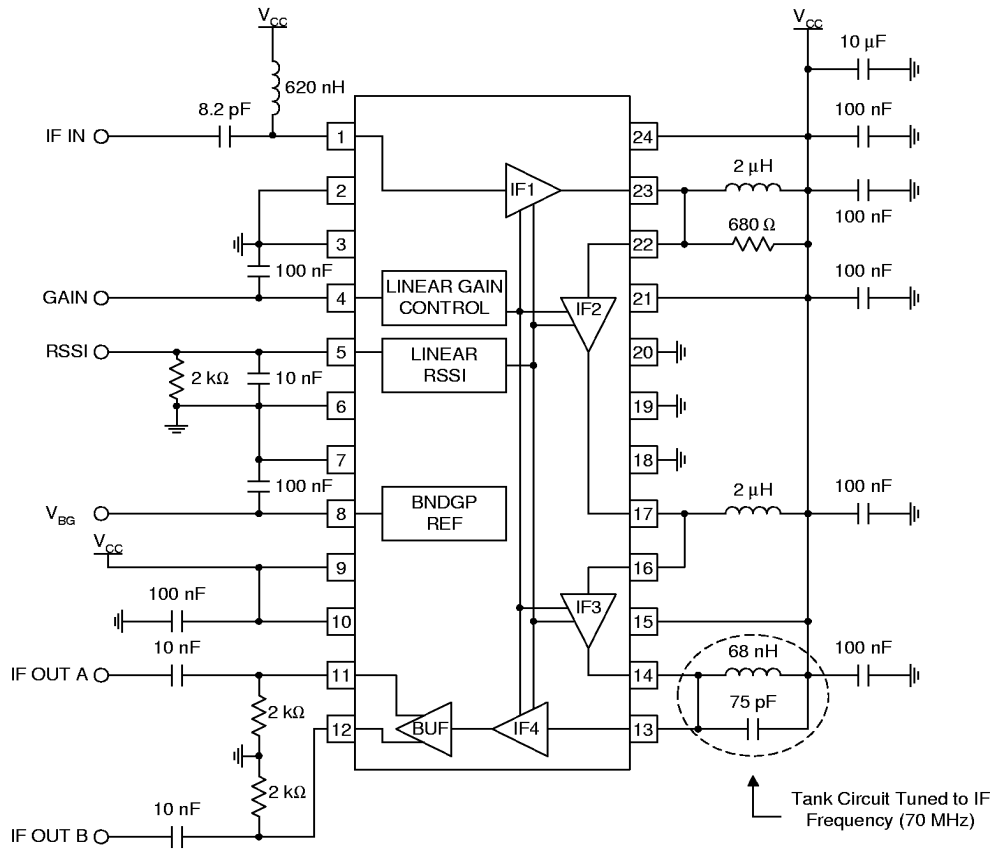 VCC
VCC
10 µF
620 nH
8.2 pF
100 nF
IF IN
1
24
2 µH
2
IF1
23
100 nF
680 Ω
3
22
100 nF
100 nF
GAIN
4
LINEAR GAIN
CONTROL
IF2
21
RSSI
5
LINEAR
RSSI
20
2 kΩ
10 nF
6
19
7
18
100 nF
2 µH
100 nF
VBG
8
BNDGP
REF
17
VCC
9
16
100 nF
IF3
10
15
10 nF
68 nH
100 nF
IF OUT A
11
14
75 pF
2 kΩ
12
BUF
IF4
13
2 kΩ
10 nF
Tank Circuit Tuned to IF
Frequency (70 MHz)
IF OUT B